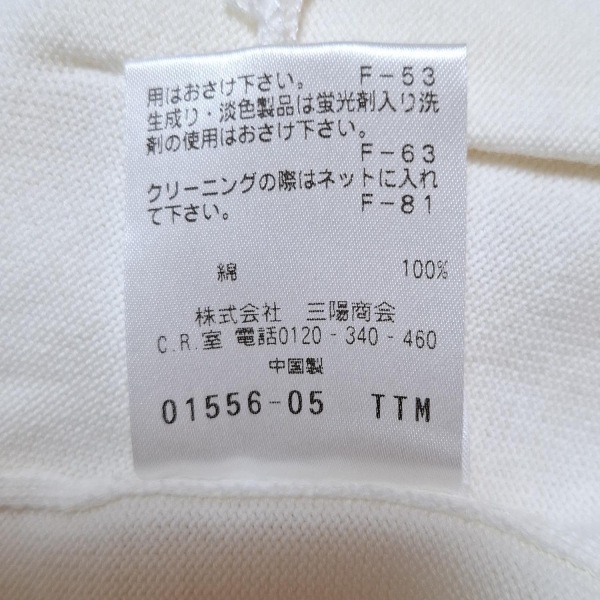 用はおさけ下さい。 F-53
生成り・淡色製品は蛍光剤入り洗
剤の使用はおさけ下さい。
F-63
クリーニングの際はネットに入れ
て下さい。 F-81
綿 100%
株式会社 三陽商会
C.R.室 電話0120-340-460
中国製
01556-05 TTM